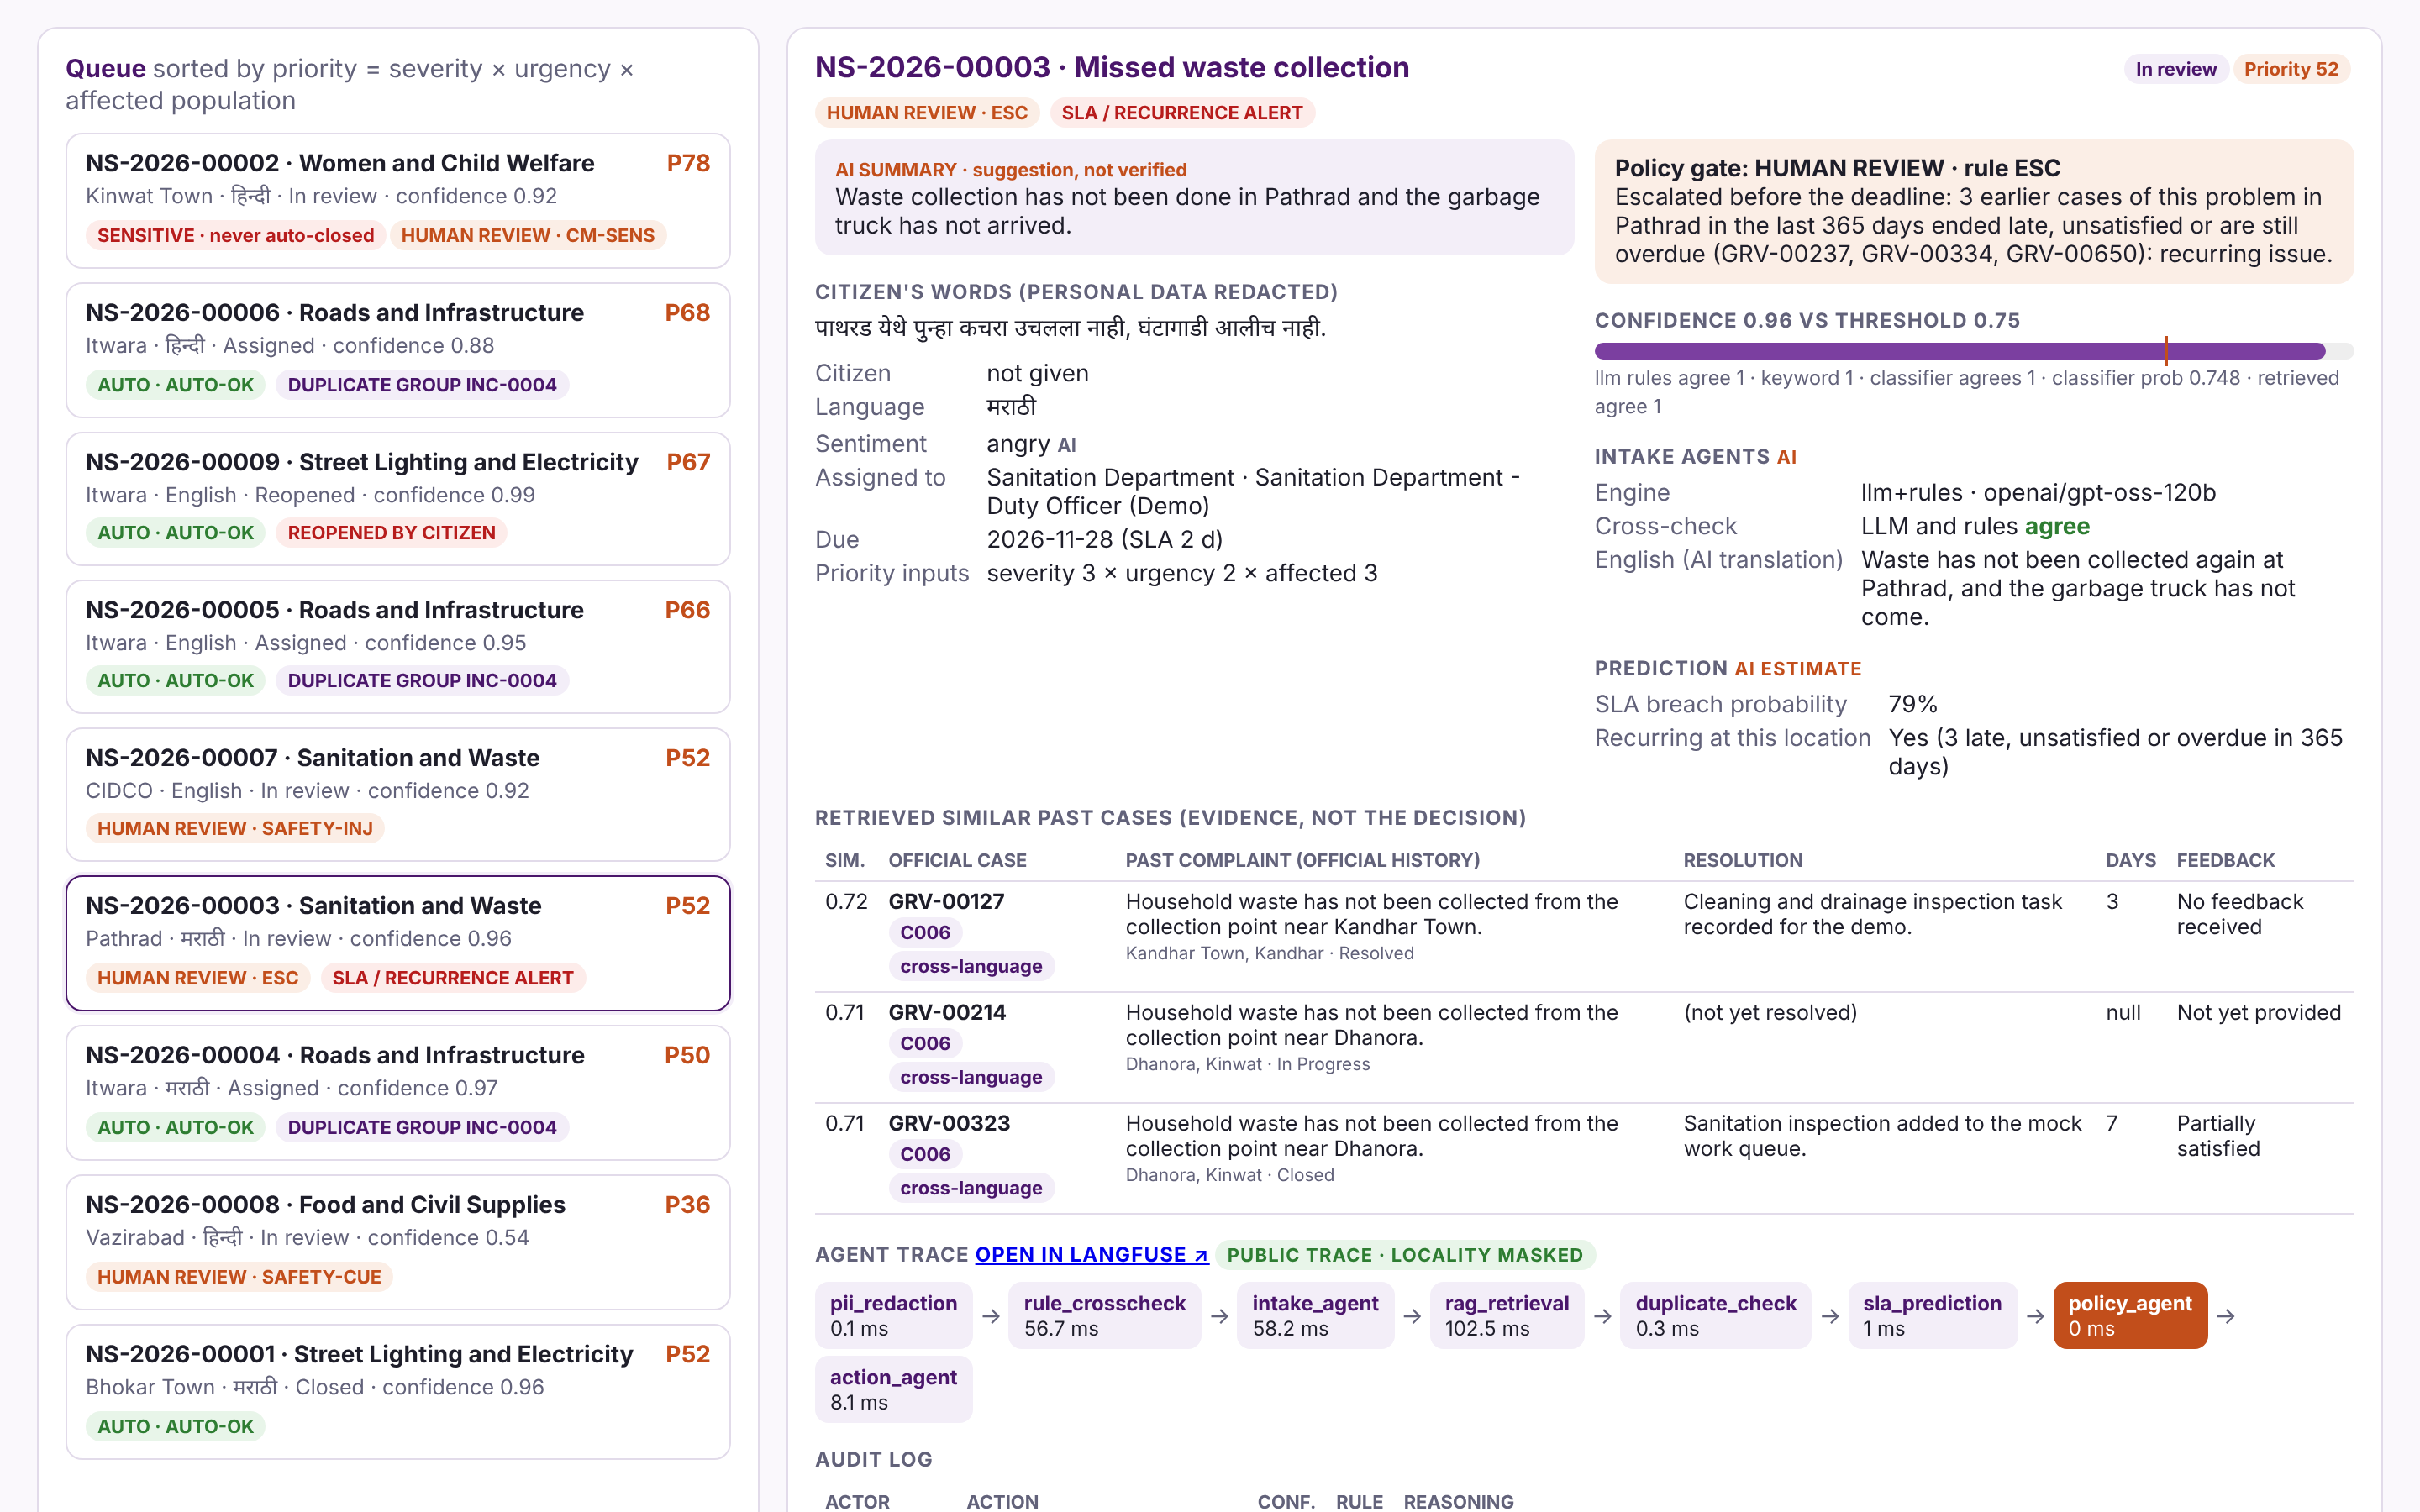 Queue sorted by priority = severity × urgency ×
affected population
NS-2026-00002 · Women and Child Welfare P78
Kinwat Town · हिन्दी · In review · confidence 0.92
SENSITIVE · never auto-closed HUMAN REVIEW · CM-SENS
NS-2026-00006 · Roads and Infrastructure P68
Itwara · हिन्दी · Assigned · confidence 0.88
AUTO · AUTO-OK DUPLICATE GROUP INC-0004
NS-2026-00009 · Street Lighting and Electricity P67
Itwara · English · Reopened · confidence 0.99
AUTO · AUTO-OK REOPENED BY CITIZEN
NS-2026-00005 · Roads and Infrastructure P66
Itwara · English · Assigned · confidence 0.95
AUTO · AUTO-OK DUPLICATE GROUP INC-0004
NS-2026-00007 · Sanitation and Waste P52
CIDCO · English · In review · confidence 0.92
HUMAN REVIEW · SAFETY-INJ
NS-2026-00003 · Sanitation and Waste P52
Pathrad · मराठी · In review · confidence 0.96
HUMAN REVIEW · ESC SLA / RECURRENCE ALERT
NS-2026-00004 · Roads and Infrastructure P50
Itwara · मराठी · Assigned · confidence 0.97
AUTO · AUTO-OK DUPLICATE GROUP INC-0004
NS-2026-00008 · Food and Civil Supplies P36
Vazirabad · हिन्दी · In review · confidence 0.54
HUMAN REVIEW · SAFETY-CUE
NS-2026-00001 · Street Lighting and Electricity P52
Bhokar Town · मराठी · Closed · confidence 0.96
AUTO · AUTO-OK
NS-2026-00003 · Missed waste collection In review Priority 52
HUMAN REVIEW · ESC SLA / RECURRENCE ALERT
AI SUMMARY · suggestion, not verified
Waste collection has not been done in Pathrad and the garbage
truck has not arrived.
CITIZEN'S WORDS (PERSONAL DATA REDACTED)
पाथरड येथे पुन्हा कचरा उचलला नाही, घंटागाडी आलीच नाही.
Citizen not given
Language मराठी
Sentiment angry AI
Assigned to Sanitation Department · Sanitation Department -
Duty Officer (Demo)
Due 2026-11-28 (SLA 2 d)
Priority inputs severity 3 × urgency 2 × affected 3
Policy gate: HUMAN REVIEW · rule ESC
Escalated before the deadline: 3 earlier cases of this problem in
Pathrad in the last 365 days ended late, unsatisfied or are still
overdue (GRV-00237, GRV-00334, GRV-00650): recurring issue.
CONFIDENCE 0.96 VS THRESHOLD 0.75
llm rules agree 1 · keyword 1 · classifier agrees 1 · classifier prob 0.748 · retrieved
agree 1
INTAKE AGENTS AI
Engine llm+rules · openai/gpt-oss-120b
Cross-check LLM and rules agree
English (AI translation) Waste has not been collected again at
Pathrad, and the garbage truck has not
come.
PREDICTION AI ESTIMATE
SLA breach probability 79%
Recurring at this location Yes (3 late, unsatisfied or overdue in 365
days)
RETRIEVED SIMILAR PAST CASES (EVIDENCE, NOT THE DECISION)
SIM. OFFICIAL CASE PAST COMPLAINT (OFFICIAL HISTORY) RESOLUTION DAYS FEEDBACK
0.72 GRV-00127 Household waste has not been collected from the Cleaning and drainage inspection task 3 No feedback
C006 collection point near Kandhar Town. recorded for the demo. received
cross-language Kandhar Town, Kandhar · Resolved
0.71 GRV-00214 Household waste has not been collected from the (not yet resolved) null Not yet provided
C006 collection point near Dhanora.
cross-language Dhanora, Kinwat · In Progress
0.71 GRV-00323 Household waste has not been collected from the Sanitation inspection added to the mock 7 Partially
C006 collection point near Dhanora. work queue. satisfied
cross-language Dhanora, Kinwat · Closed
AGENT TRACE OPEN IN LANGFUSE ↗ PUBLIC TRACE · LOCALITY MASKED
pii_redaction → rule_crosscheck → intake_agent → rag_retrieval → duplicate_check → sla_prediction → policy_agent →
0.1 ms 56.7 ms 58.2 ms 102.5 ms 0.3 ms 1 ms 0 ms
action_agent
8.1 ms
AUDIT LOG
ACTOR ACTION CONF. RULE REASONING